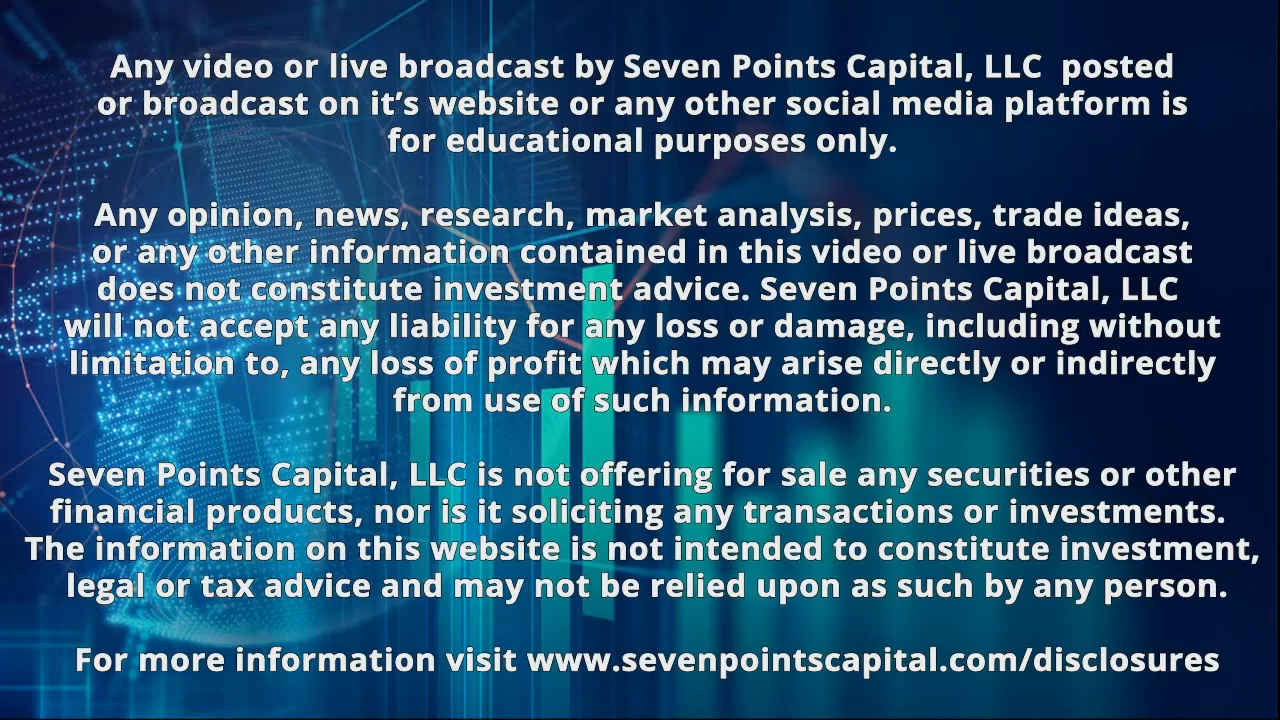 Any video or live broadcast by Seven Points Capital, LLC  posted
or broadcast on it’s website or any other social media platform is
for educational purposes only.
Any opinion, news, research, market analysis, prices, trade ideas,
or any other information contained in this video or live broadcast
does not constitute investment advice. Seven Points Capital, LLC
will not accept any liability for any loss or damage, including without
limitation to, any loss of profit which may arise directly or indirectly
from use of such information.
Seven Points Capital, LLC is not offering for sale any securities or other
financial products, nor is it soliciting any transactions or investments.
The information on this website is not intended to constitute investment,
legal or tax advice and may not be relied upon as such by any person.
For more information visit www.sevenpointscapital.com/disclosures